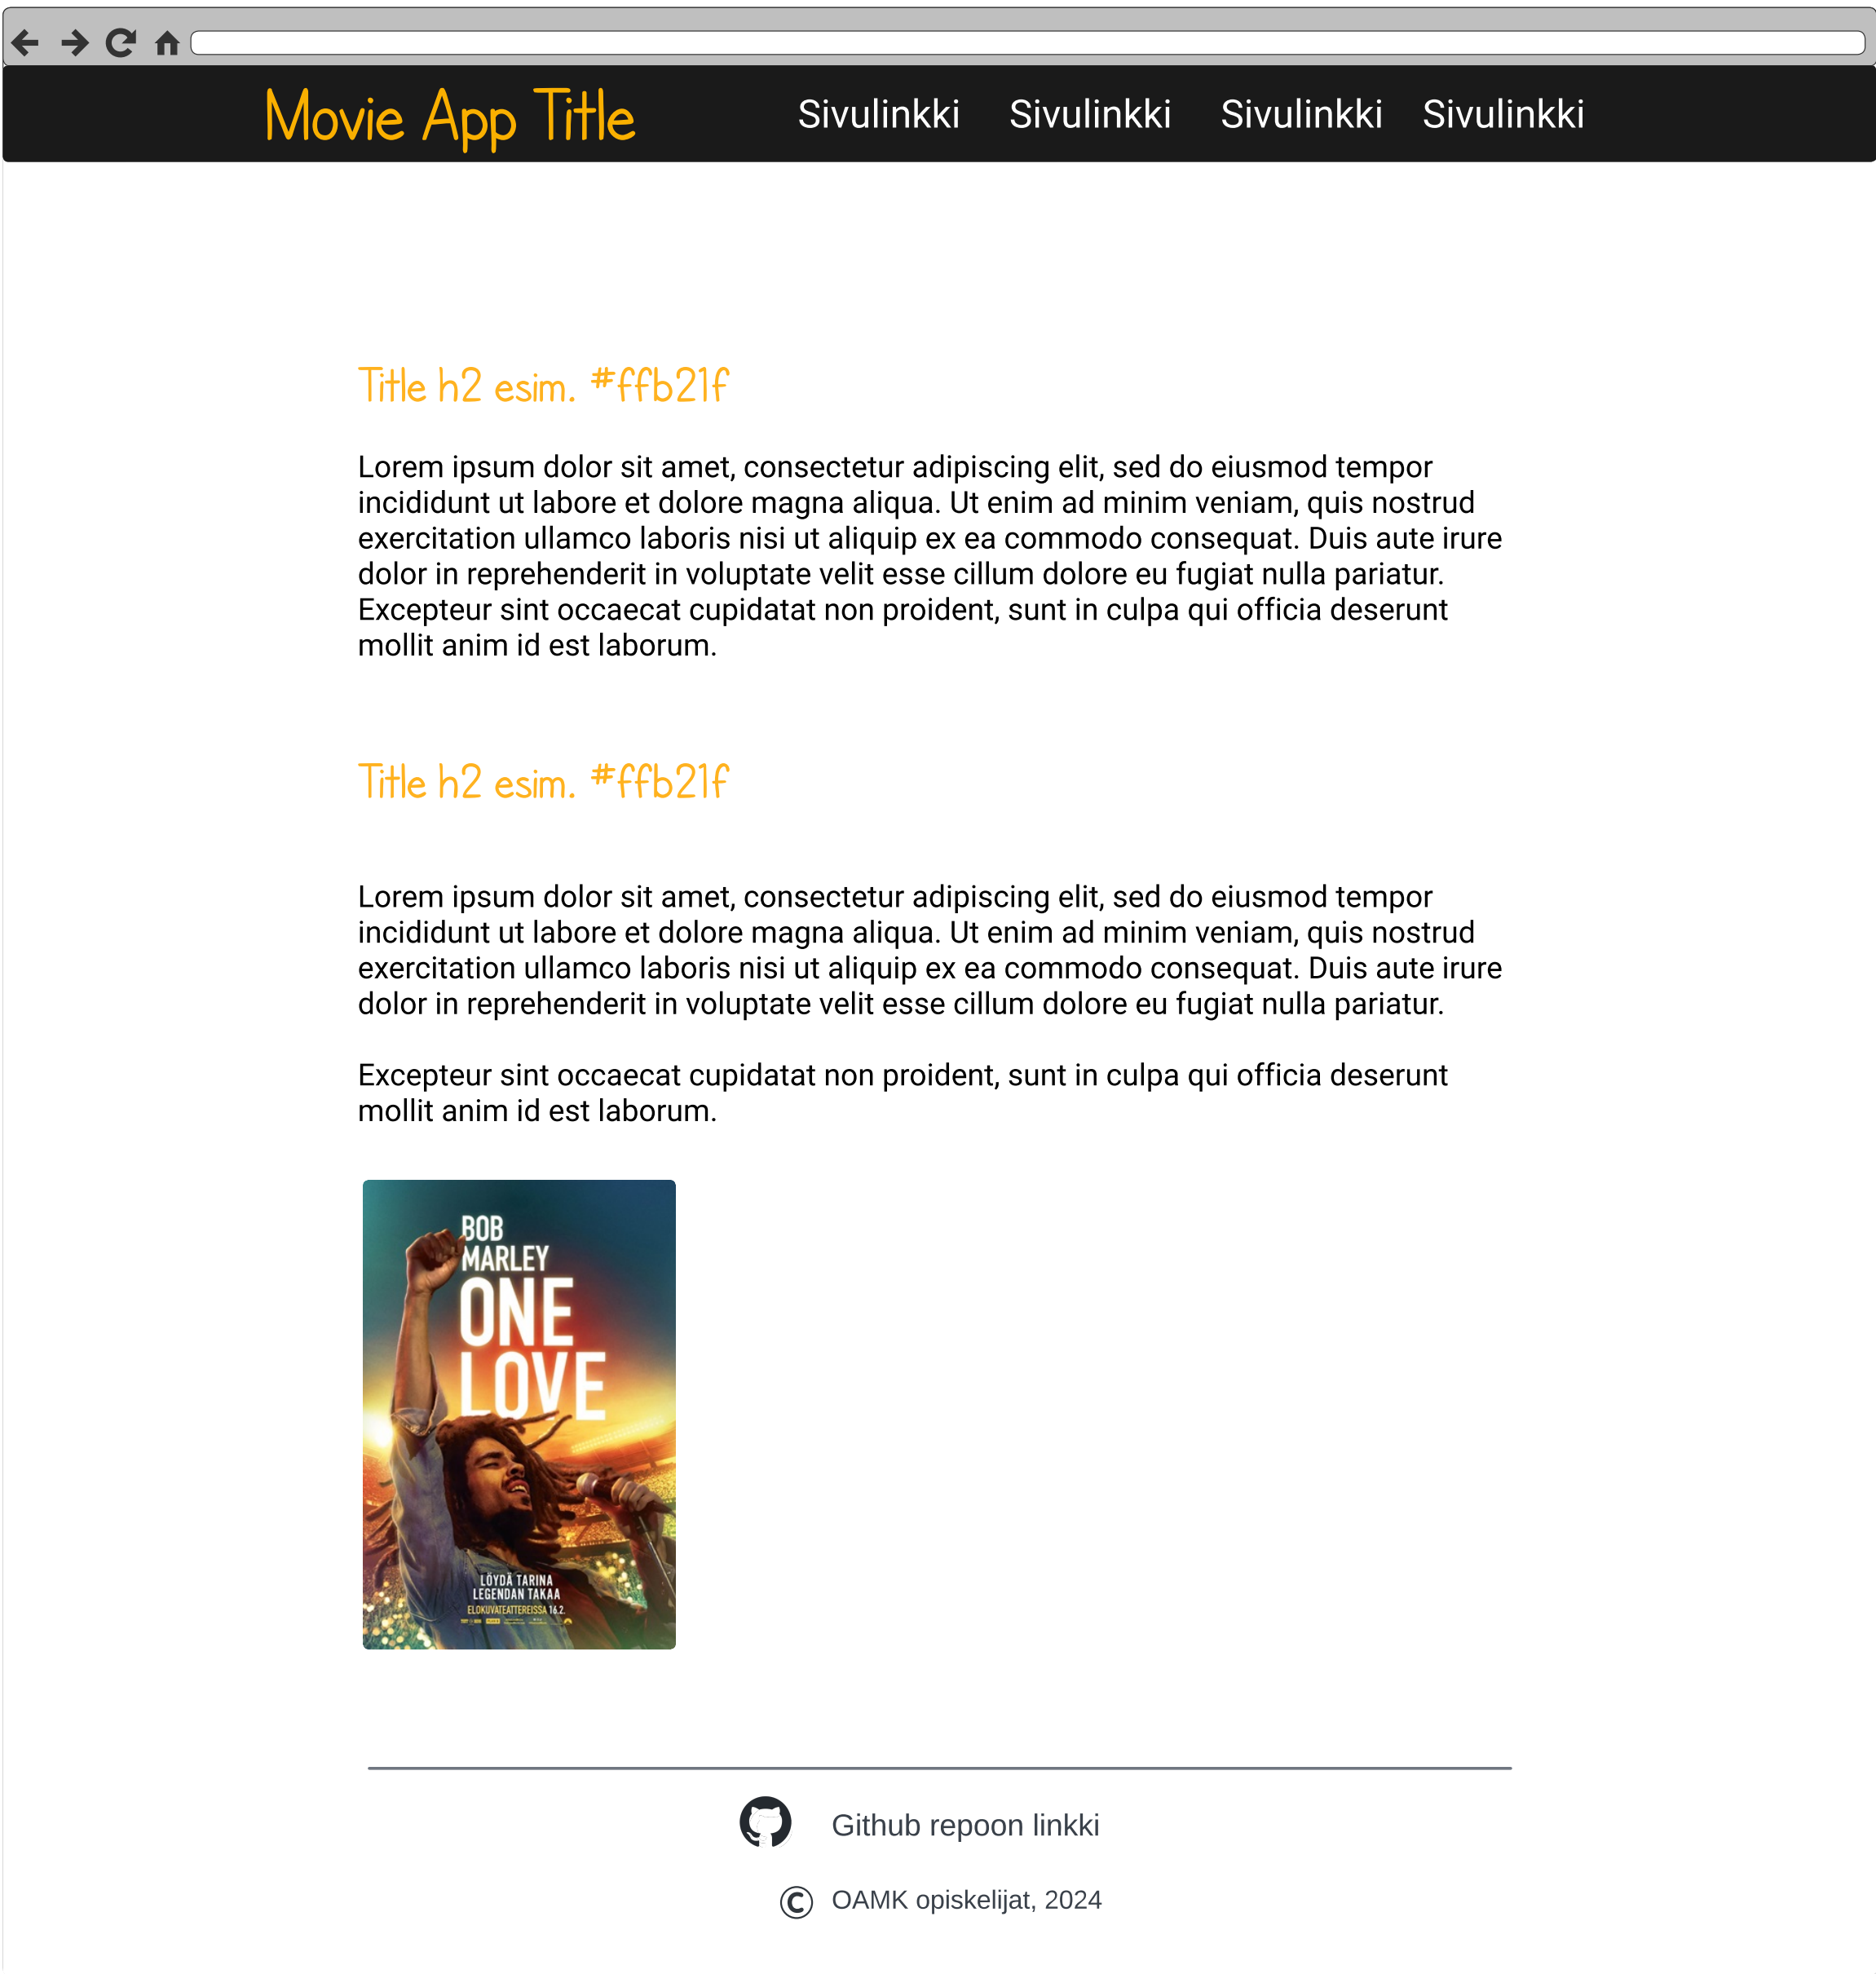 Movie App Title
Sivulinkki Sivulinkki Sivulinkki Sivulinkki
Title h2 esim. #ffb21f
Lorem ipsum dolor sit amet, consectetur adipiscing elit, sed do eiusmod tempor
incididunt ut labore et dolore magna aliqua. Ut enim ad minim veniam, quis nostrud
exercitation ullamco laboris nisi ut aliquip ex ea commodo consequat. Duis aute irure
dolor in reprehenderit in voluptate velit esse cillum dolore eu fugiat nulla pariatur.
Excepteur sint occaecat cupidatat non proident, sunt in culpa qui officia deserunt
mollit anim id est laborum.
Title h2 esim. #ffb21f
Lorem ipsum dolor sit amet, consectetur adipiscing elit, sed do eiusmod tempor
incididunt ut labore et dolore magna aliqua. Ut enim ad minim veniam, quis nostrud
exercitation ullamco laboris nisi ut aliquip ex ea commodo consequat. Duis aute irure
dolor in reprehenderit in voluptate velit esse cillum dolore eu fugiat nulla pariatur.
Excepteur sint occaecat cupidatat non proident, sunt in culpa qui officia deserunt
mollit anim id est laborum.
BOB
MARLEY
ONE
LOVE
LÖYDÄ TARINA
LEGENDAN TAKAA
ELOKUVATEATTEREISSA 16.2.
Github repoon linkki
© OAMK opiskelijat, 2024